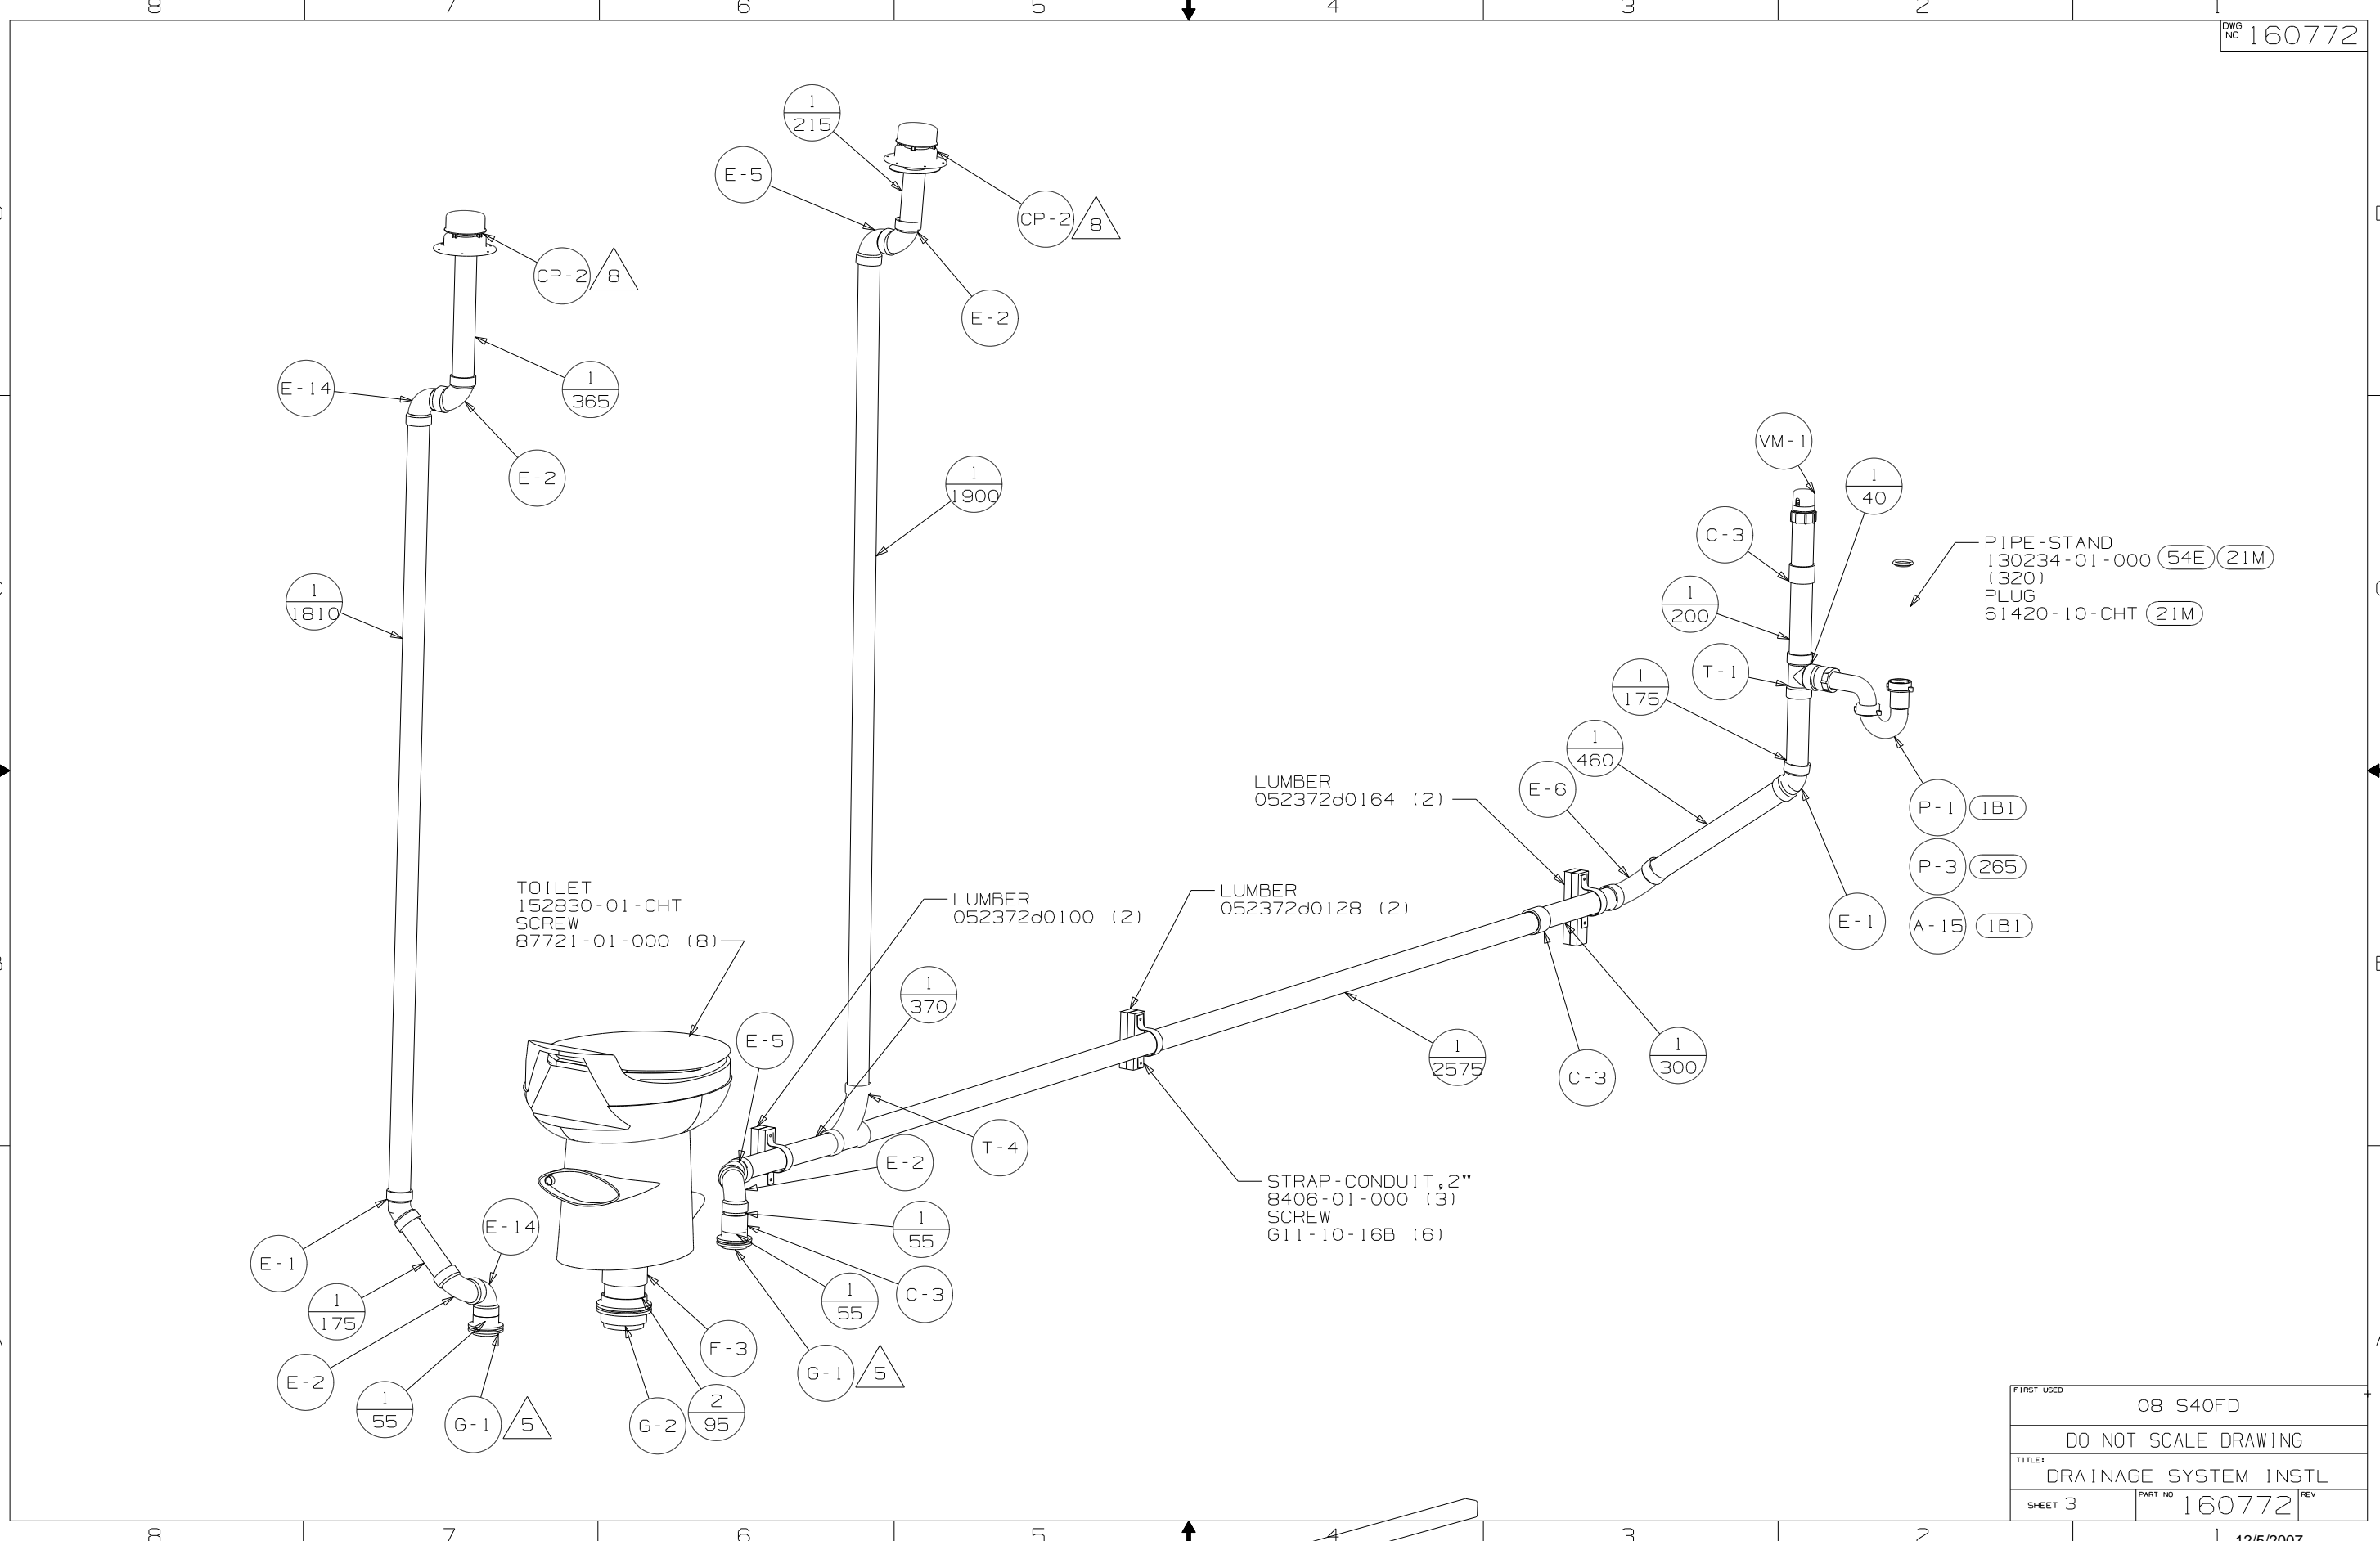 8 7 6 5 4 3 2 1
DWG NO 160772
1
215
E-5
CP-2 8
E-2
CP-2 8
E-14
1
365
E-2
1
1900
1
1810
VM-1
1
40
C-3
PIPE-STAND
130234-01-000 54E 21M
(320)
PLUG
61420-10-CHT 21M
1
200
T-1
1
175
1
460
E-6
LUMBER
052372d0164 (2)
P-1 1B1
P-3 265
A-15 1B1
E-1
TOILET
152830-01-CHT
SCREW
87721-01-000 (8)
LUMBER
052372d0100 (2)
LUMBER
052372d0128 (2)
1
370
E-5
1
2575
C-3
1
300
T-4
E-2
STRAP-CONDUIT,2"
8406-01-000 (3)
SCREW
G11-10-16B (6)
E-14
1
55
E-1
C-3
1
55
1
175
F-3
G-1 5
E-2
1
55
G-1 5
G-2
2
95
FIRST USED
08 S40FD
DO NOT SCALE DRAWING
TITLE:
DRAINAGE SYSTEM INSTL
SHEET 3 PART NO 160772 REV
8 7 6 5 4 3 2 1
12/5/2007